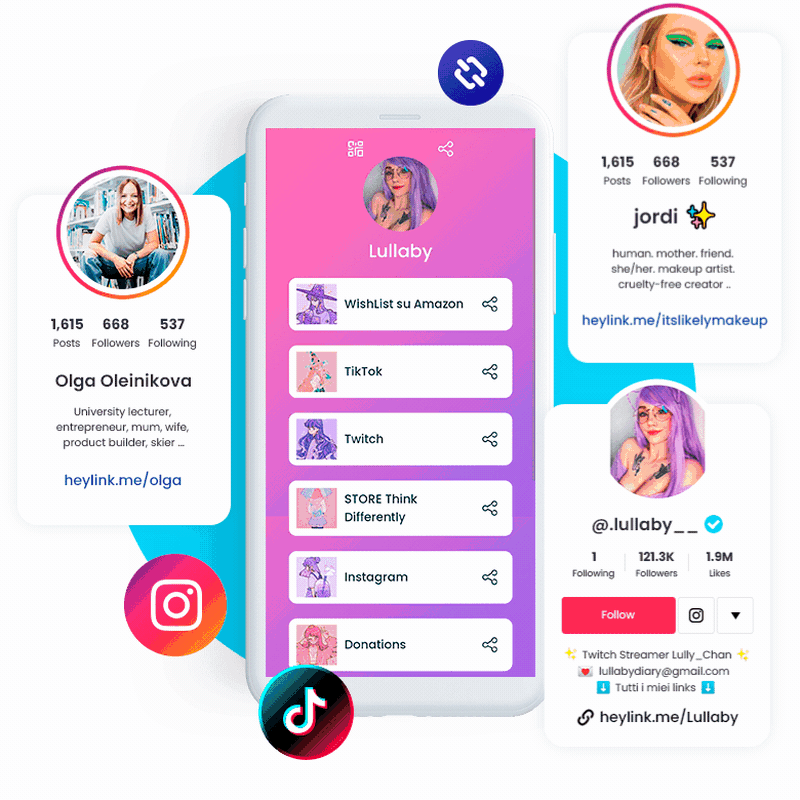 1,615 668 537
Posts Followers Following
Olga Oleinikova
University lecturer,
entrepreneur, mum, wife,
product builder, skier ...
heylink.me/olga
Lullaby
WishList su Amazon
TikTok
Twitch
STORE Think
Differently
Instagram
Donations
1,615 668 537
Posts Followers Following
jordi ✨
human. mother. friend.
she/her. makeup artist.
cruelty-free creator ..
heylink.me/itslikelymakeup
@.lullaby__
1 121.3K 1.9M
Following Followers Likes
Follow
✨ Twitch Streamer Lully_Chan ✨
💌 lullabydiary@gmail.com
⬇️ Tutti i miei links ⬇️
heylink.me/Lullaby